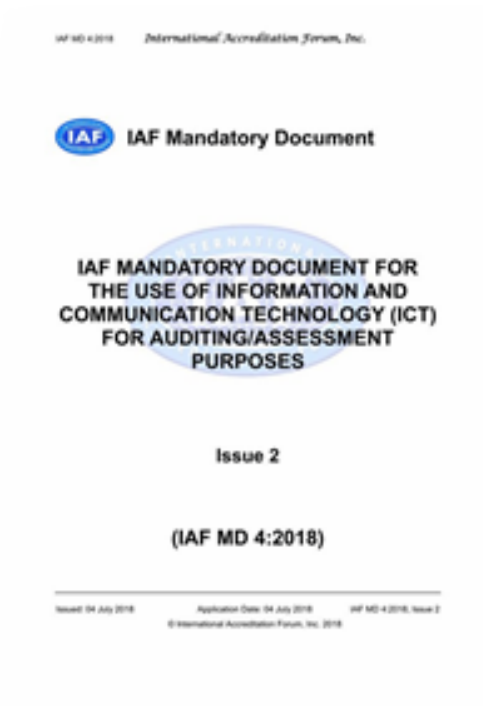 IAF MD 4:2018 International Accreditation Forum, Inc.
IAF IAF Mandatory Document
INTERNATIONAL
IAF MANDATORY DOCUMENT FOR
THE USE OF INFORMATION AND
COMMUNICATION TECHNOLOGY (ICT)
FOR AUDITING/ASSESSMENT
PURPOSES
Issue 2
(IAF MD 4:2018)
Issued: 04 July 2018 Application Date: 04 July 2018 IAF MD 4:2018, Issue 2
© International Accreditation Forum, Inc. 2018